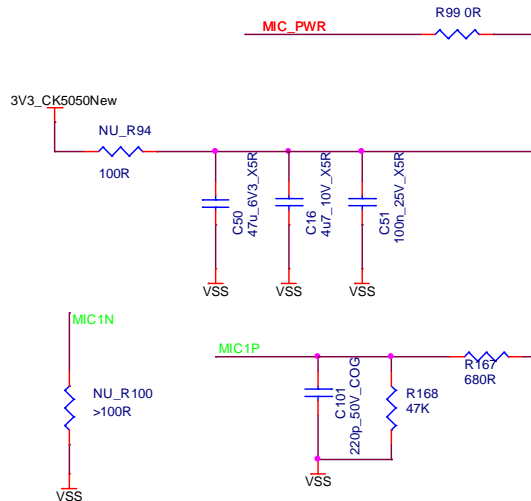 R99 0R
MIC_PWR
3V3_CK5050New
NU_R94
100R
C50
47u_6V3_X5R
C16
4u7_10V_X5R
C51
100n_25V_X5R
VSS
VSS
VSS
MIC1N
MIC1P
R167
680R
NU_R100
>100R
C101
220p_50V_COG
R168
47K
VSS
VSS